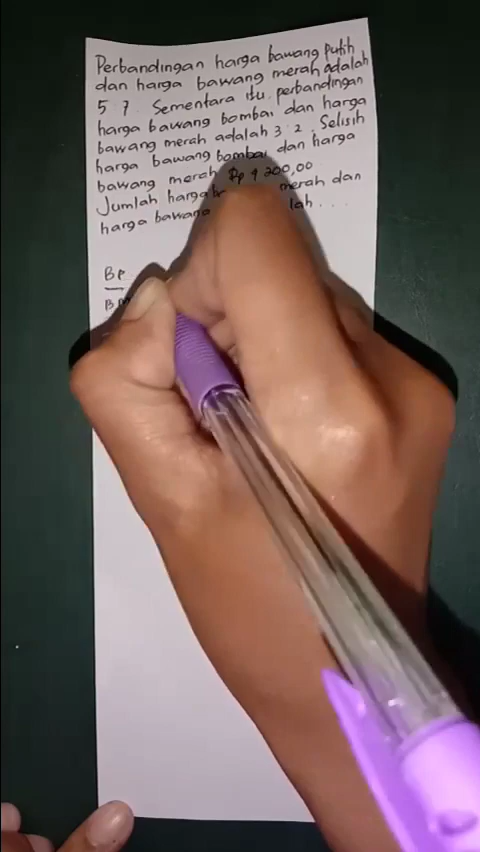 Perbandingan harga bawang putih
dan harga bawang merah adalah
5 : 7. Sementara itu perbandingan
harga bawang bombai dan harga
bawang merah adalah 3 : 2. Selisih
harga bawang bombai dan harga
bawang merah Rp 4.200,00
Jumlah harga merah dan
harga bawang
BP